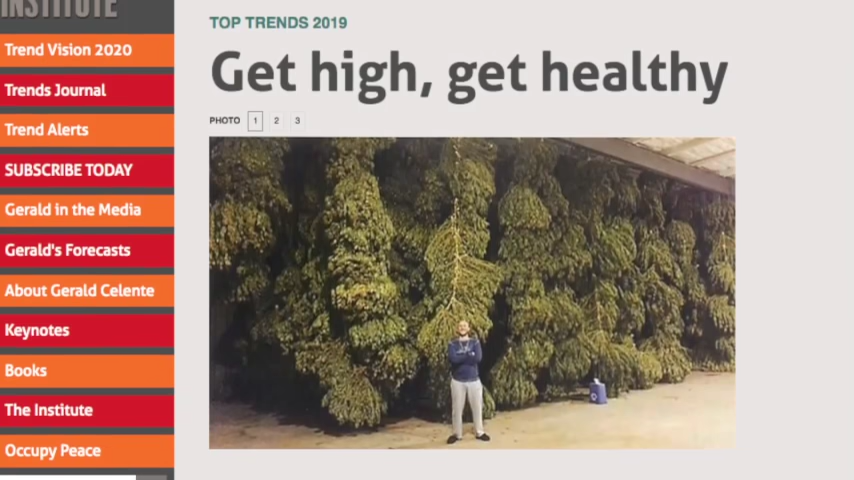 INSTITUTE
Trend Vision 2020
Trends Journal
Trend Alerts
SUBSCRIBE TODAY
Gerald in the Media
Gerald's Forecasts
About Gerald Celente
Keynotes
Books
The Institute
Occupy Peace
TOP TRENDS 2019
Get high, get healthy
PHOTO 1 2 3